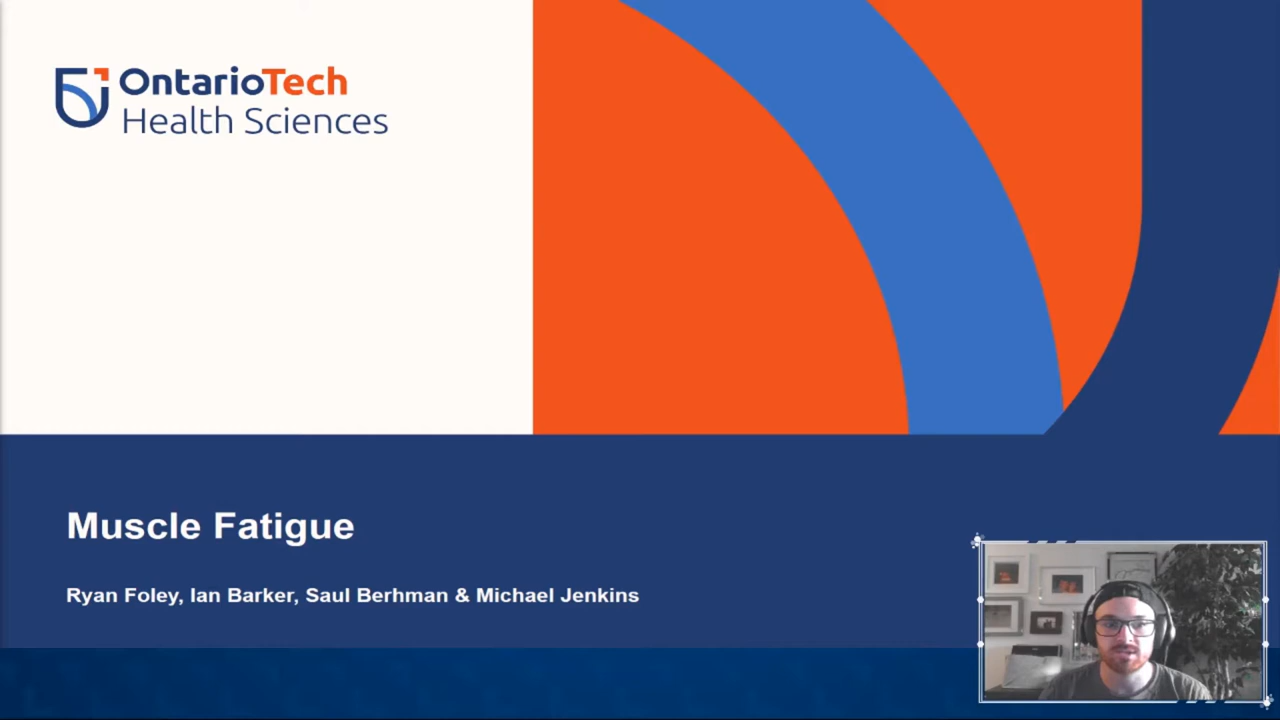 OntarioTech
Health Sciences
Muscle Fatigue
Ryan Foley, Ian Barker, Saul Berhman & Michael Jenkins